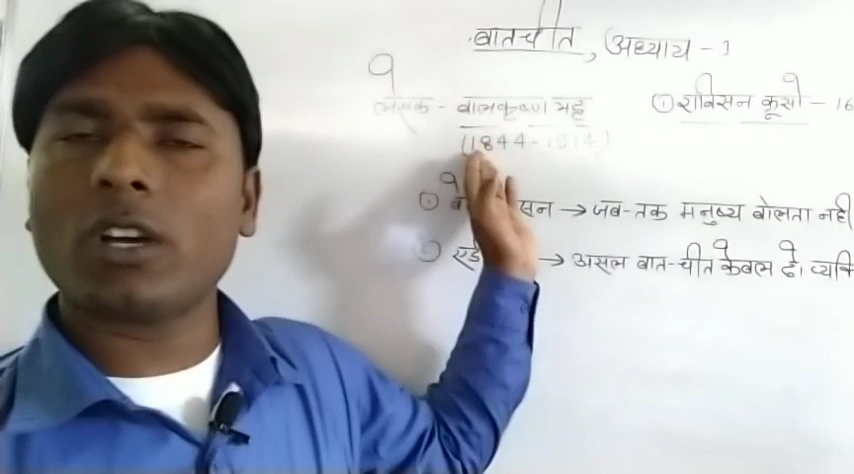 बातचीत, अध्याय - 1
लेखक - बालकृष्ण भट्ट
(1844-1914)
① राबिंसन क्रूसो - 16
① सन → जब-तक मनुष्य बोलता नहीं
② एडि → असल बात-चीत केवल दो व्यक्ति